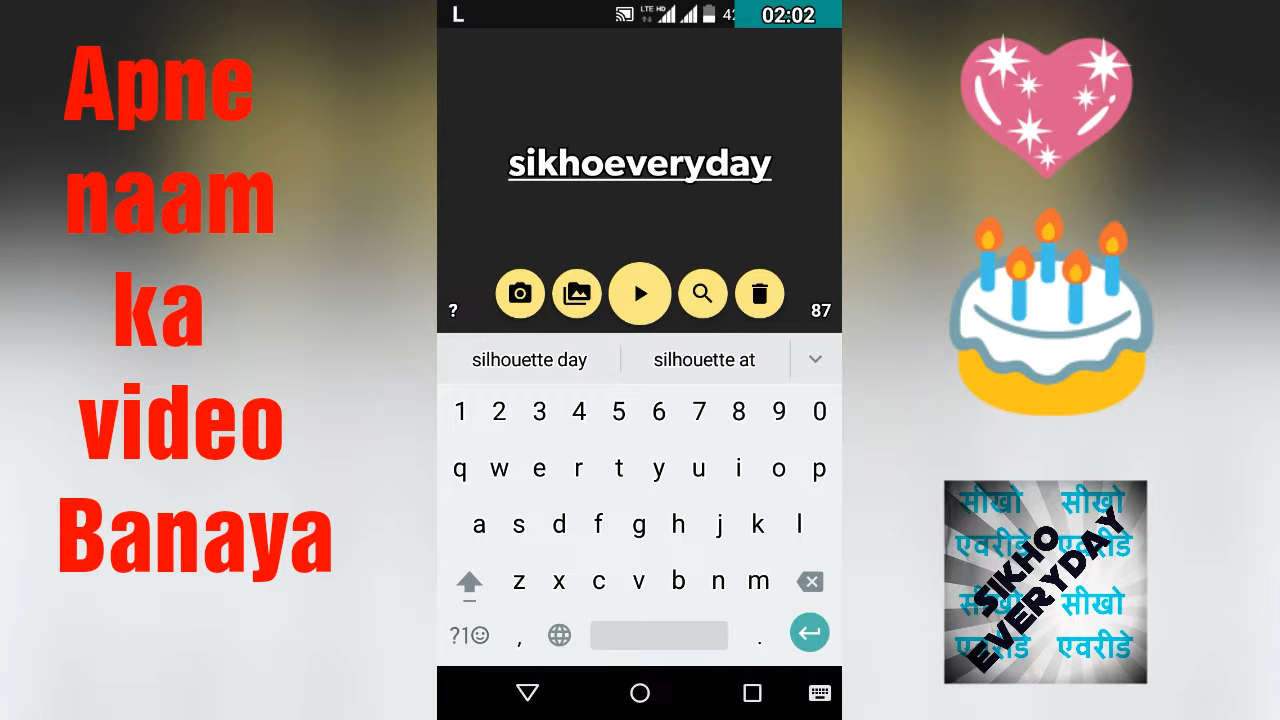 Apne
naam
ka
video
Banaya
L
LTE HD
02:02
sikhoeveryday
?
87
silhouette day
silhouette at
1 2 3 4 5 6 7 8 9 0
q w e r t y u i o p
a s d f g h j k l
z x c v b n m
?1☺ , .
सीखो सीखो
एवरीडे एवरीडे
SIKHO
EVERYDAY
सीखो सीखो
एवरीडे एवरीडे